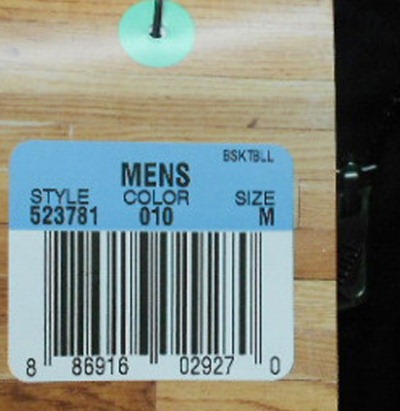 BSKTBLL
MENS
STYLE COLOR SIZE
523781 010 M
8 86916 02927 0